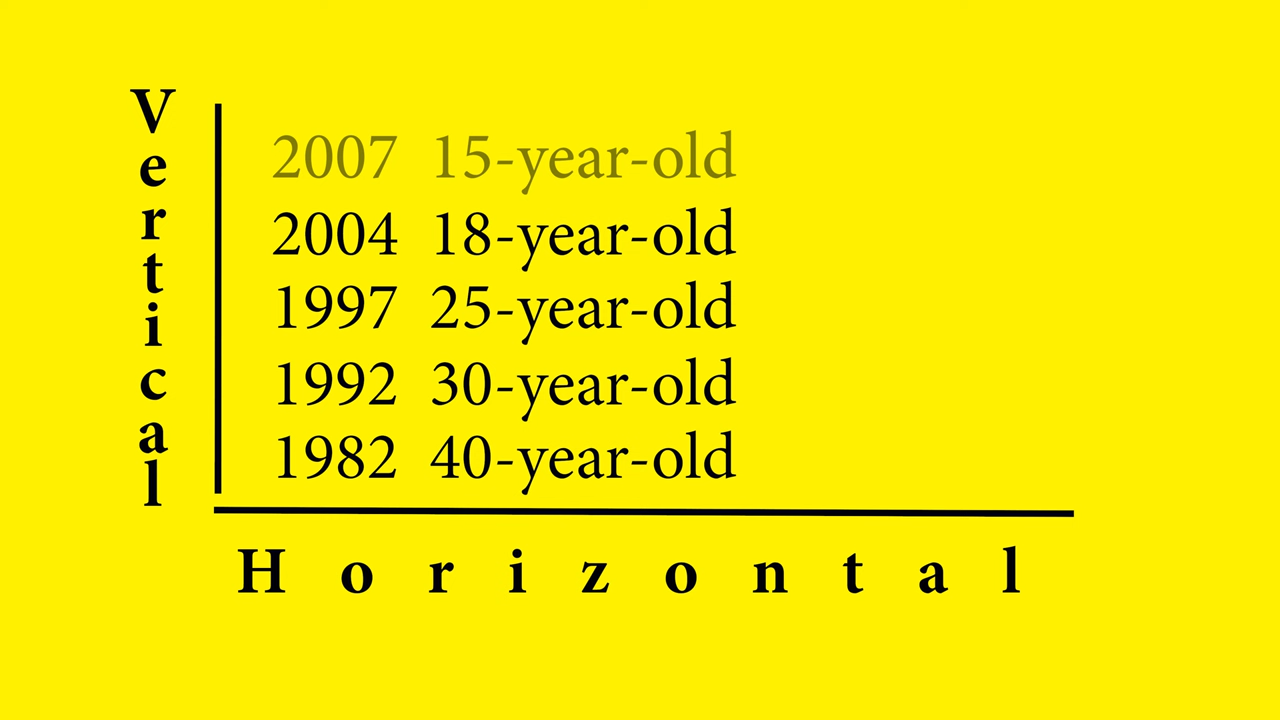 Vertical
2007 15-year-old
2004 18-year-old
1997 25-year-old
1992 30-year-old
1982 40-year-old
Horizontal